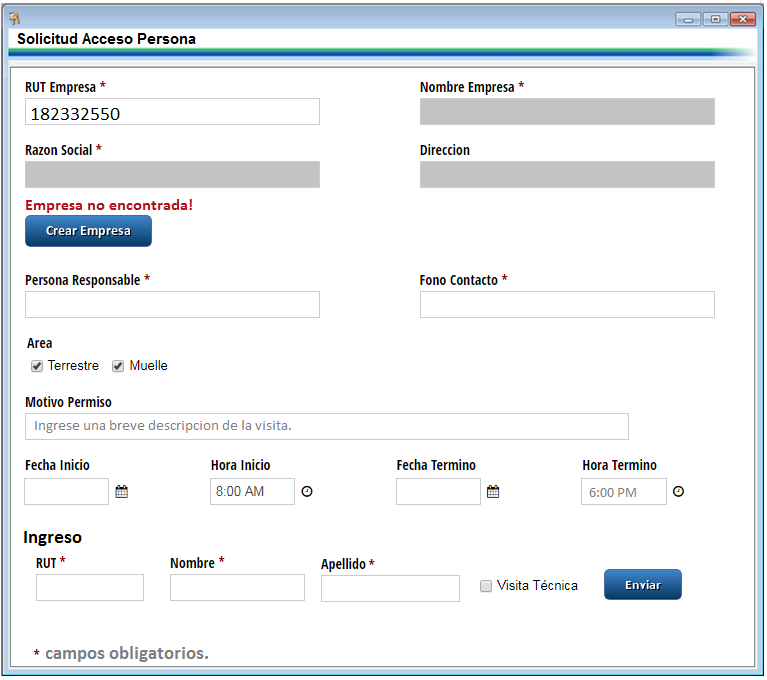 Solicitud Acceso Persona
RUT Empresa *
Nombre Empresa *
182332550
Razon Social *
Direccion
Empresa no encontrada!
Crear Empresa
Persona Responsable *
Fono Contacto *
Area
Terrestre
Muelle
Motivo Permiso
Ingrese una breve descripcion de la visita.
Fecha Inicio
Hora Inicio
Fecha Termino
Hora Termino
8:00 AM
6:00 PM
Ingreso
RUT *
Nombre *
Apellido *
Visita Técnica
Enviar
* campos obligatorios.